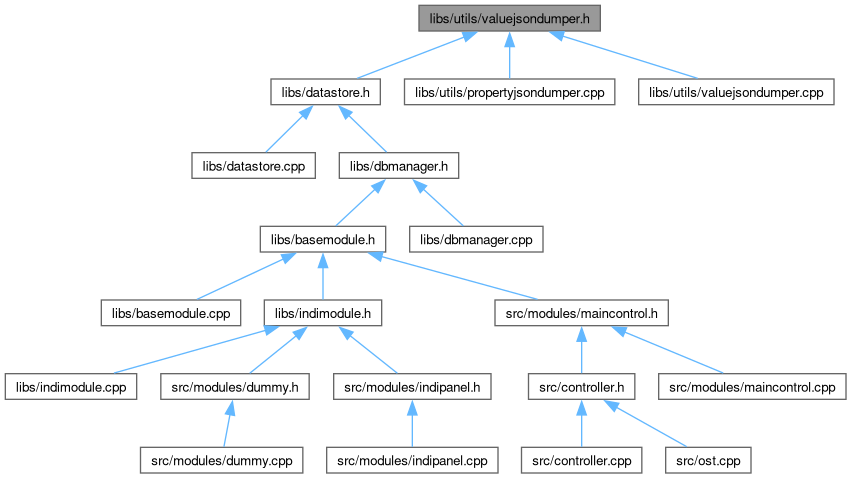 libs/utils/valuejsondumper.h
libs/datastore.h
libs/utils/propertyjsondumper.cpp
libs/utils/valuejsondumper.cpp
libs/datastore.cpp
libs/dbmanager.h
libs/basemodule.h
libs/dbmanager.cpp
libs/basemodule.cpp
libs/indimodule.h
src/modules/maincontrol.h
libs/indimodule.cpp
src/modules/dummy.h
src/modules/indipanel.h
src/controller.h
src/modules/maincontrol.cpp
src/modules/dummy.cpp
src/modules/indipanel.cpp
src/controller.cpp
src/ost.cpp